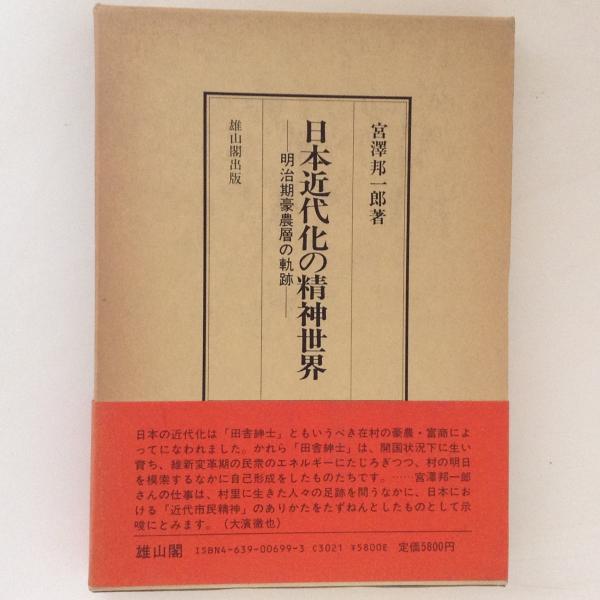 宮澤邦一郎著
日本近代化の精神世界
―明治期豪農層の軌跡―
雄山閣出版
日本の近代化は「田舎紳士」ともいうべき在村の豪農・富商によ
ってになわれました。かれら「田舎紳士」は、開国状況下に生い
育ち、維新変革期の民衆のエネルギーにたじろぎつつ、村の明日
を模索するなかに自己形成をしたものたちです。……宮澤邦一郎
さんの仕事は、村里に生きた人々の足跡を問うなかに、日本にお
ける「近代市民精神」のありかたをたずねんとしたものとして示
唆にとみます。（大濱徹也）
雄山閣 ISBN4-639-00699-3 C3021 ¥5800E 定価5800円